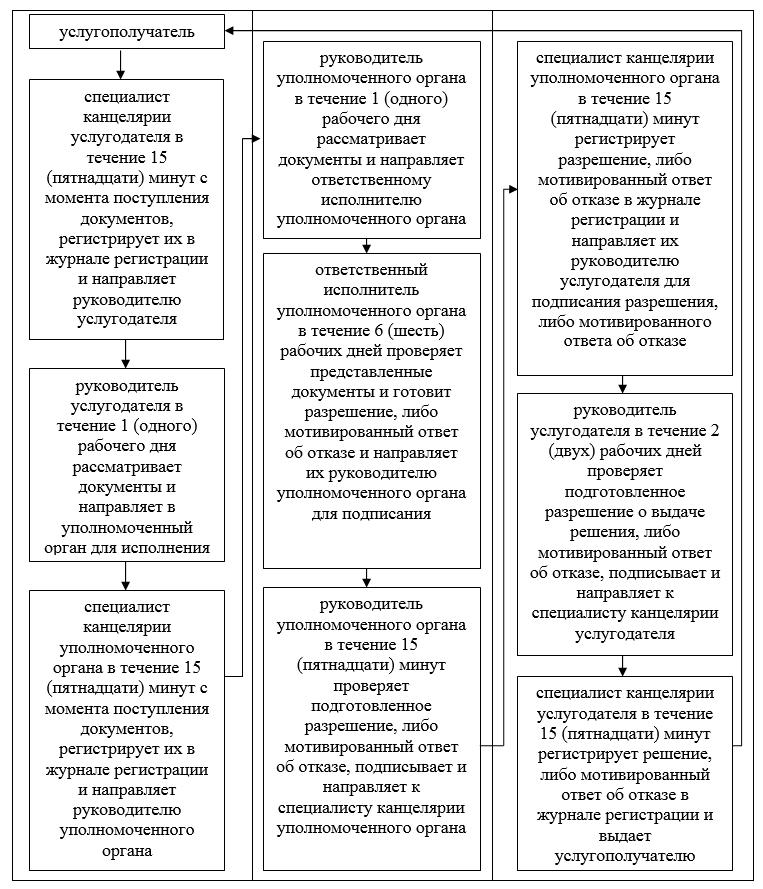 услугополучатель
специалист
канцелярии
услугодателя в
течение 15
(пятнадцати) минут с
момента поступления
документов,
регистрирует их в
журнале регистрации
и направляет
руководителю
услугодателя
руководитель
услугодателя в
течение 1 (одного)
рабочего дня
рассматривает
документы и
направляет в
уполномоченный
орган для исполнения
специалист
канцелярии
уполномоченного
органа в течение 15
(пятнадцати) минут с
момента поступления
документов,
регистрирует их в
журнале регистрации
и направляет
руководителю
уполномоченного
органа
руководитель
уполномоченного органа
в течение 1 (одного)
рабочего дня
рассматривает
документы и направляет
ответственному
исполнителю
уполномоченного органа
ответственный
исполнитель
уполномоченного органа
в течение 6 (шесть)
рабочих дней проверяет
представленные
документы и готовит
разрешение, либо
мотивированный ответ
об отказе и направляет
их руководителю
уполномоченного органа
для подписания
руководитель
уполномоченного органа
в течение 15
(пятнадцати) минут
проверяет
подготовленное
разрешение, либо
мотивированный ответ
об отказе, подписывает и
направляет к
специалисту канцелярии
уполномоченного органа
специалист канцелярии
уполномоченного органа
в течение 15
(пятнадцати) минут
регистрирует
разрешение, либо
мотивированный ответ
об отказе в журнале
регистрации и
направляет их
руководителю
услугодателя для
подписания разрешения,
либо мотивированного
ответа об отказе
руководитель
услугодателя в течение 2
(двух) рабочих дней
проверяет
подготовленное
разрешение о выдаче
решения, либо
мотивированный ответ
об отказе, подписывает и
направляет к
специалисту канцелярии
услугодателя
специалист канцелярии
услугодателя в течение
15 (пятнадцати) минут
регистрирует решение,
либо мотивированный
ответ об отказе в
журнале регистрации и
выдает
услугополучателю